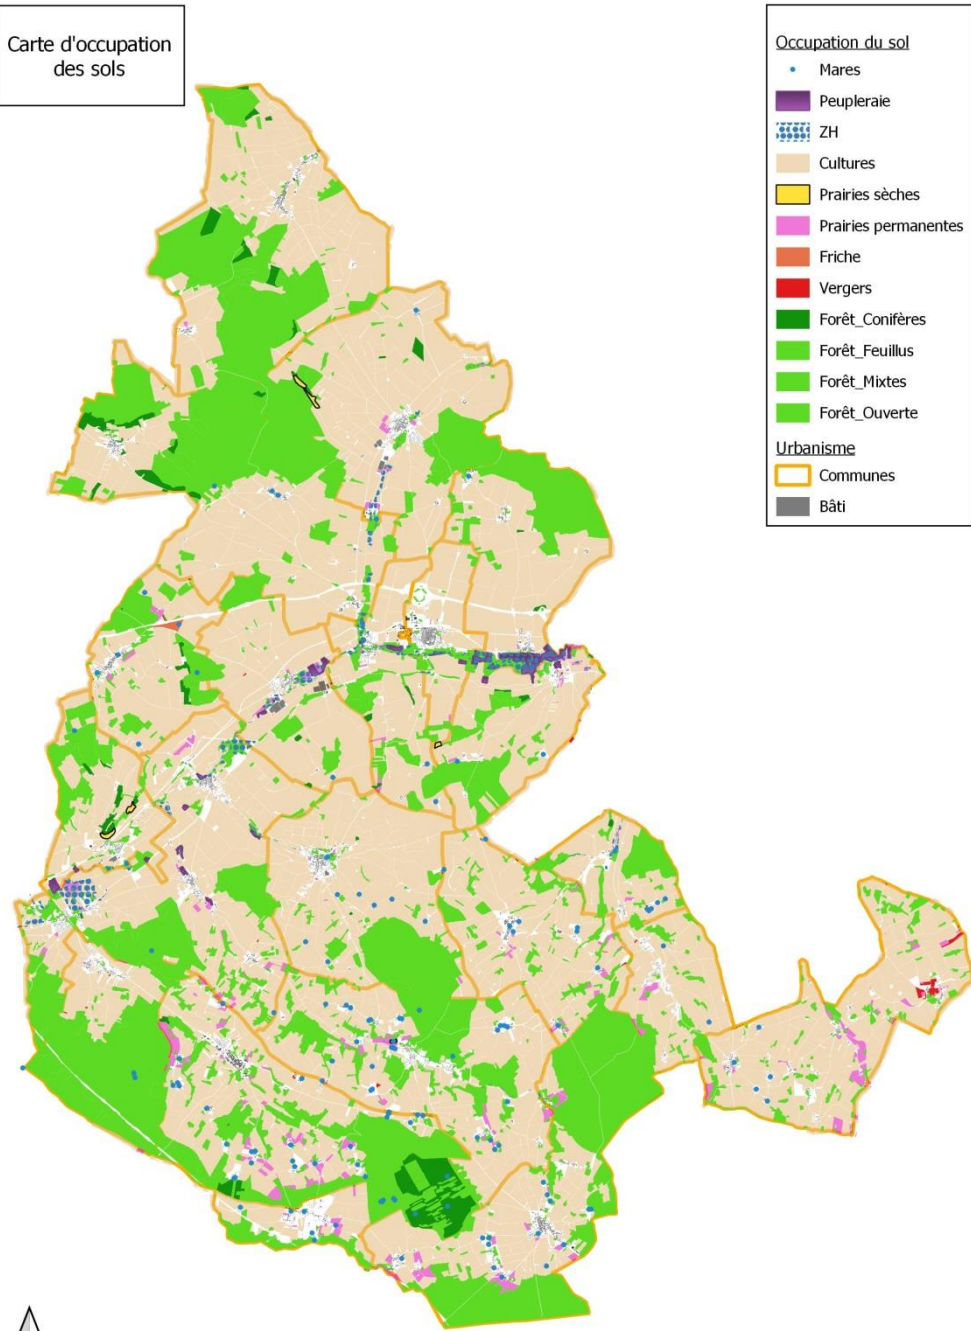 Carte d'occupation
des sols
Occupation du sol
Mares
Peupleraie
ZH
Cultures
Prairies sèches
Prairies permanentes
Friche
Vergers
Forêt_Conifères
Forêt_Feuillus
Forêt_Mixtes
Forêt_Ouverte
Urbanisme
Communes
Bâti